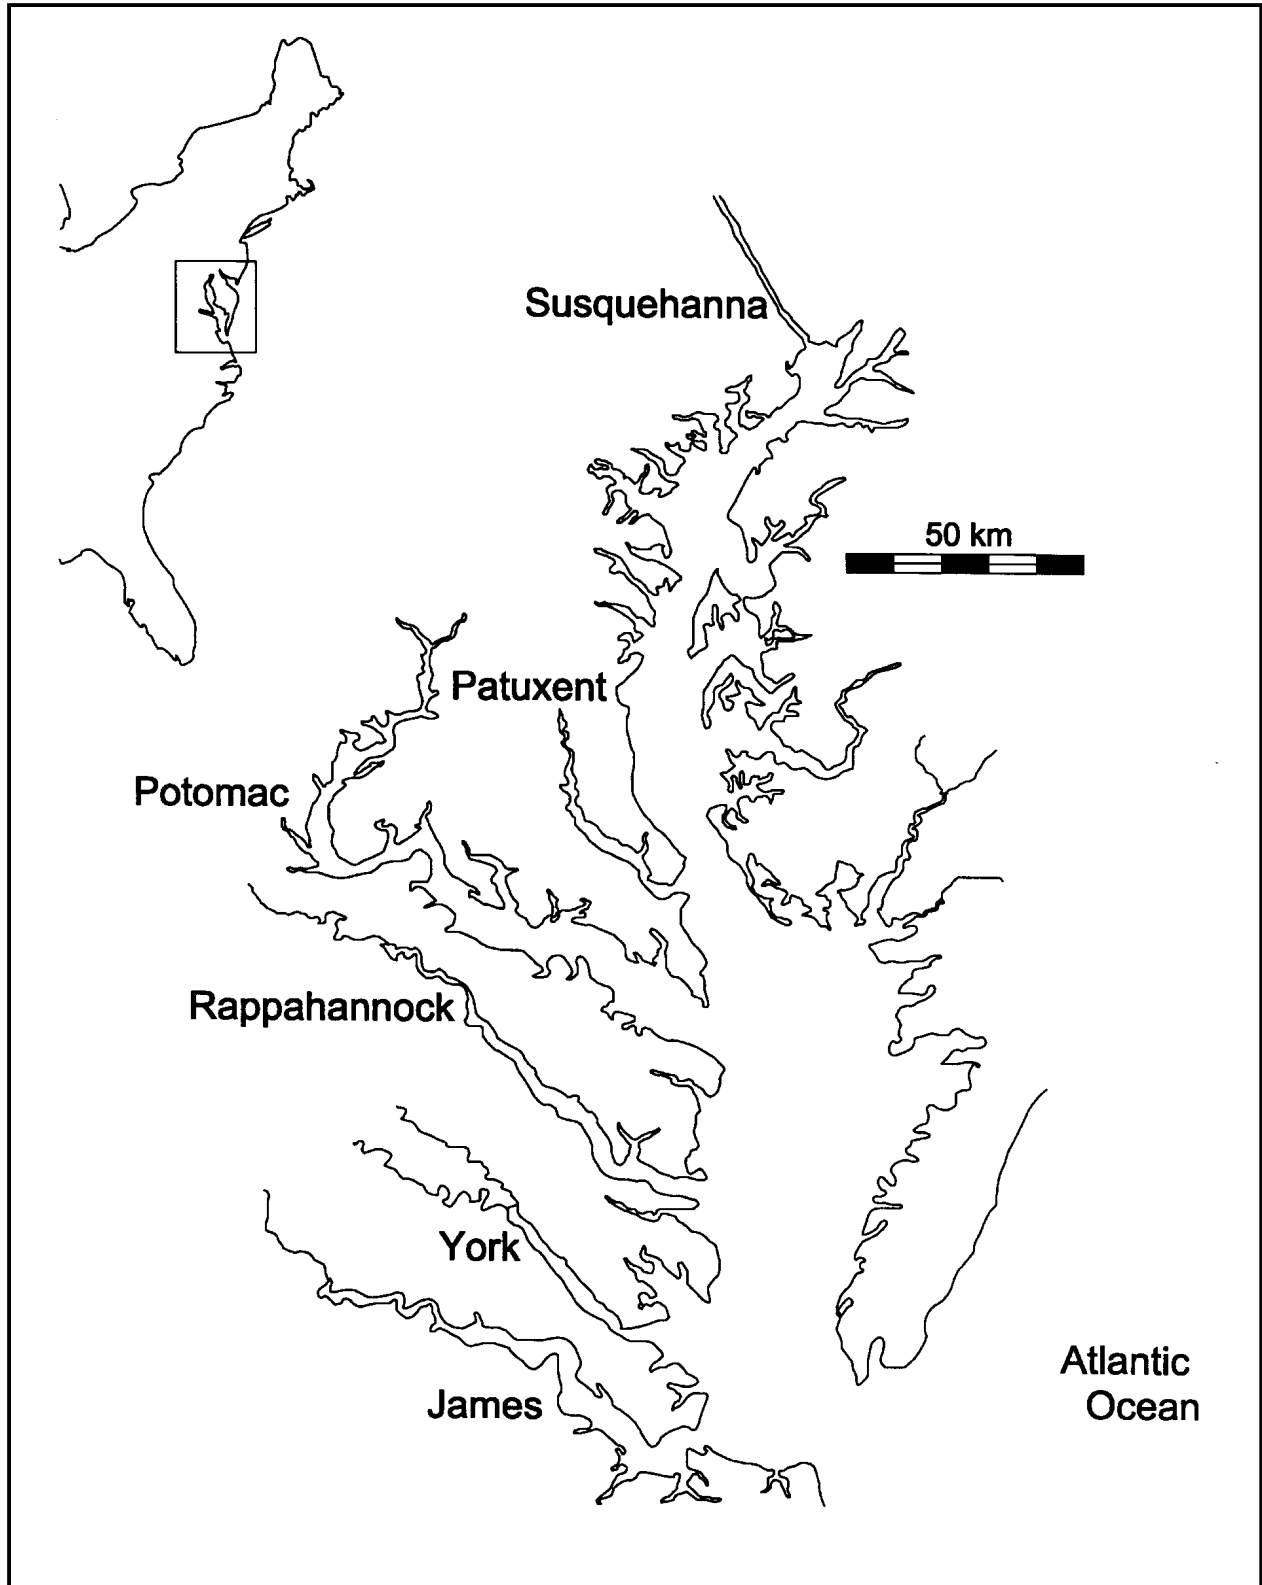 Susquehanna
50 km
Patuxent
Potomac
Rappahannock
York
Atlantic
Ocean
James